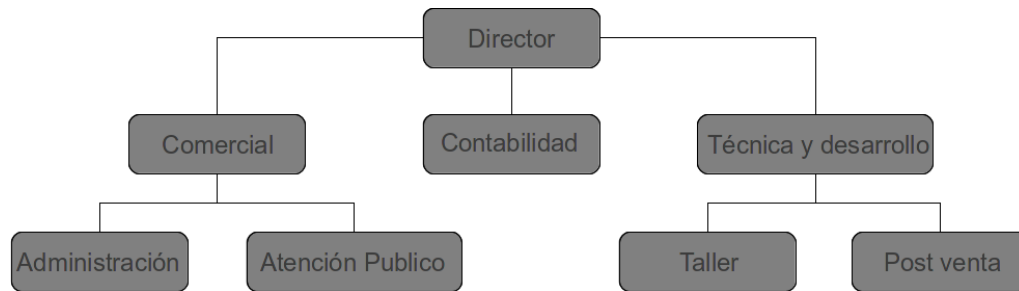 Director
Comercial
Contabilidad
Técnica y desarrollo
Administración
Atención Publico
Taller
Post venta